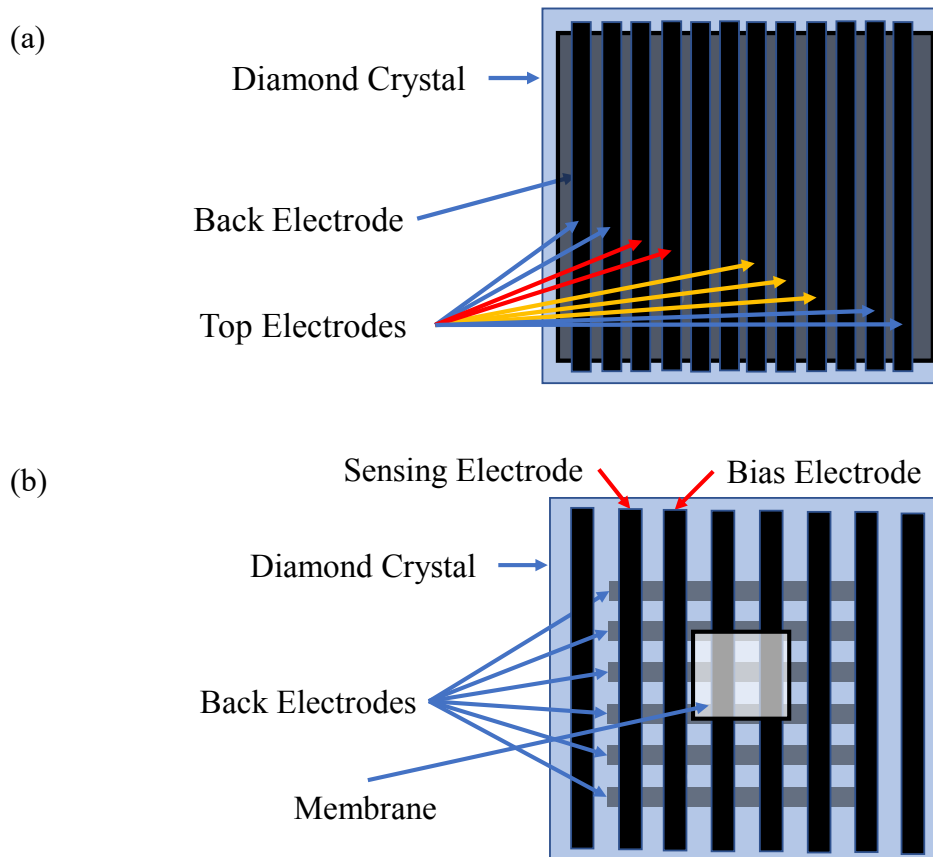 (a)
Diamond Crystal
Back Electrode
Top Electrodes
(b)
Sensing Electrode
Bias Electrode
Diamond Crystal
Back Electrodes
Membrane